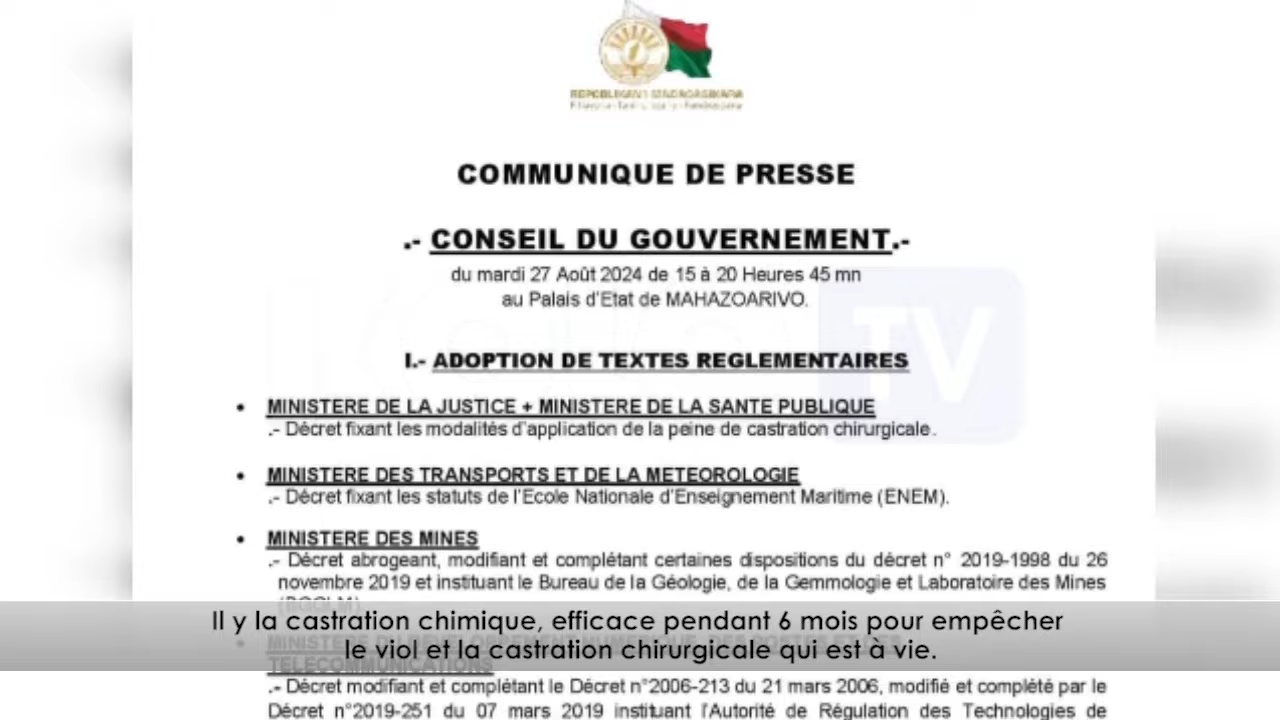 REPOBLIKAN'I MADAGASIKARA
COMMUNIQUE DE PRESSE
.- CONSEIL DU GOUVERNEMENT.-
du mardi 27 Août 2024 de 15 à 20 Heures 45 mn
au Palais d'Etat de MAHAZOARIVO.
TV
I.- ADOPTION DE TEXTES REGLEMENTAIRES
• MINISTERE DE LA JUSTICE + MINISTERE DE LA SANTE PUBLIQUE
.- Décret fixant les modalités d'application de la peine de castration chirurgicale.
• MINISTERE DES TRANSPORTS ET DE LA METEOROLOGIE
.- Décret fixant les statuts de l'Ecole Nationale d'Enseignement Maritime (ENEM).
• MINISTERE DES MINES
.- Décret abrogeant, modifiant et complétant certaines dispositions du décret n° 2019-1998 du 26
novembre 2019 et instituant le Bureau de la Géologie, de la Gemmologie et Laboratoire des Mines
Il y la castration chimique, efficace pendant 6 mois pour empêcher
le viol et la castration chirurgicale qui est à vie.
TELECOMMUNICATIONS
.- Décret modifiant et complétant le Décret n°2006-213 du 21 mars 2006, modifié et complété par le
Décret n°2019-251 du 07 mars 2019 instituant l'Autorité de Régulation des Technologies de